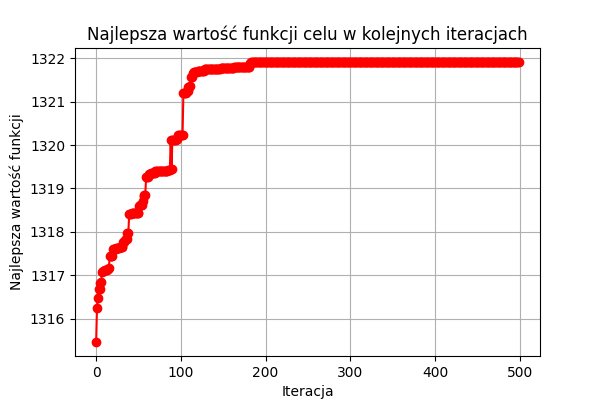 Najlepsza wartość funkcji celu w kolejnych iteracjach
1322
1321
1320
1319
1318
1317
1316
Najlepsza wartość funkcji
0 100 200 300 400 500
Iteracja